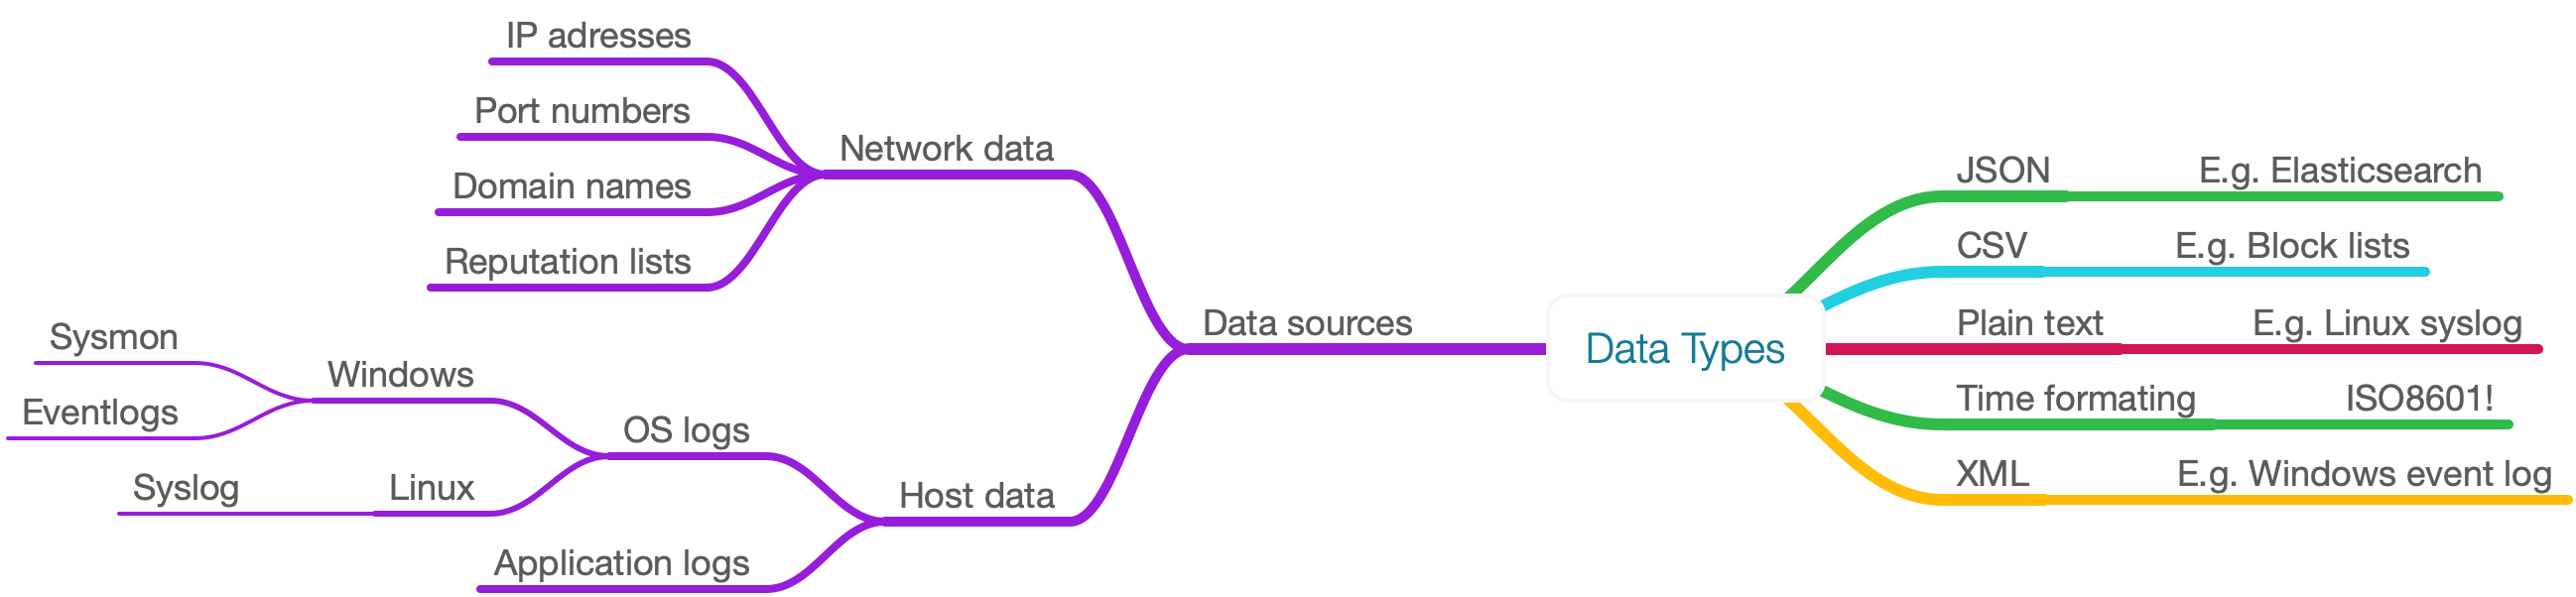 IP adresses
Port numbers
Domain names
Reputation lists
Network data
Sysmon
Eventlogs
Windows
Syslog
Linux
OS logs
Application logs
Host data
Data sources
Data Types
JSON
E.g. Elasticsearch
CSV
E.g. Block lists
Plain text
E.g. Linux syslog
Time formating
ISO8601!
XML
E.g. Windows event log